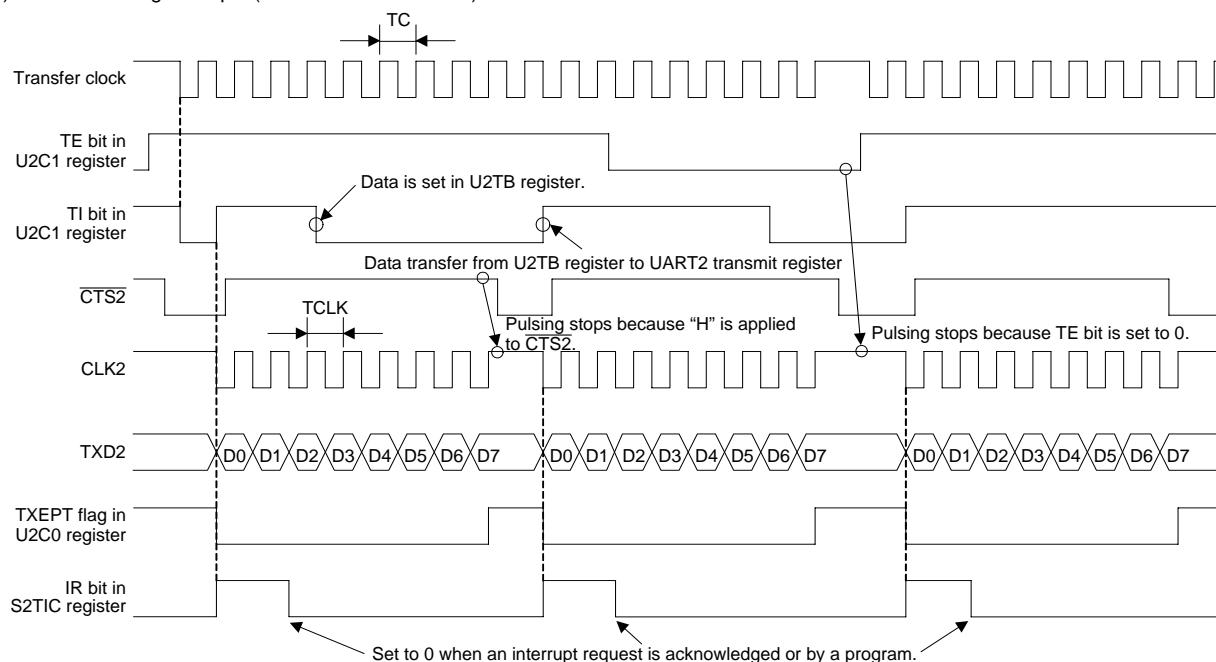 TC
Transfer clock
TE bit in
U2C1 register
Data is set in U2TB register.
TI bit in
U2C1 register
Data transfer from U2TB register to UART2 transmit register
CTS2
TCLK
Pulsing stops because “H” is applied
to CTS2.
Pulsing stops because TE bit is set to 0.
CLK2
TXD2
D0 D1 D2 D3 D4 D5 D6 D7 D0 D1 D2 D3 D4 D5 D6 D7 D0 D1 D2 D3 D4 D5 D6 D7
TXEPT flag in
U2C0 register
IR bit in
S2TIC register
Set to 0 when an interrupt request is acknowledged or by a program.